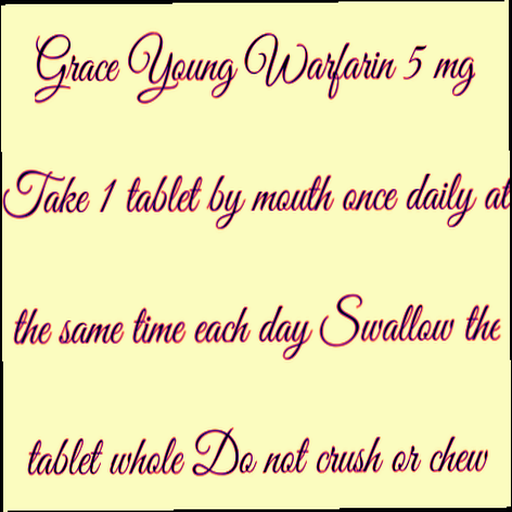 Grace Young Warfarin 5 mg
Take 1 tablet by mouth once daily at
the same time each day Swallow the
tablet whole Do not crush or chew